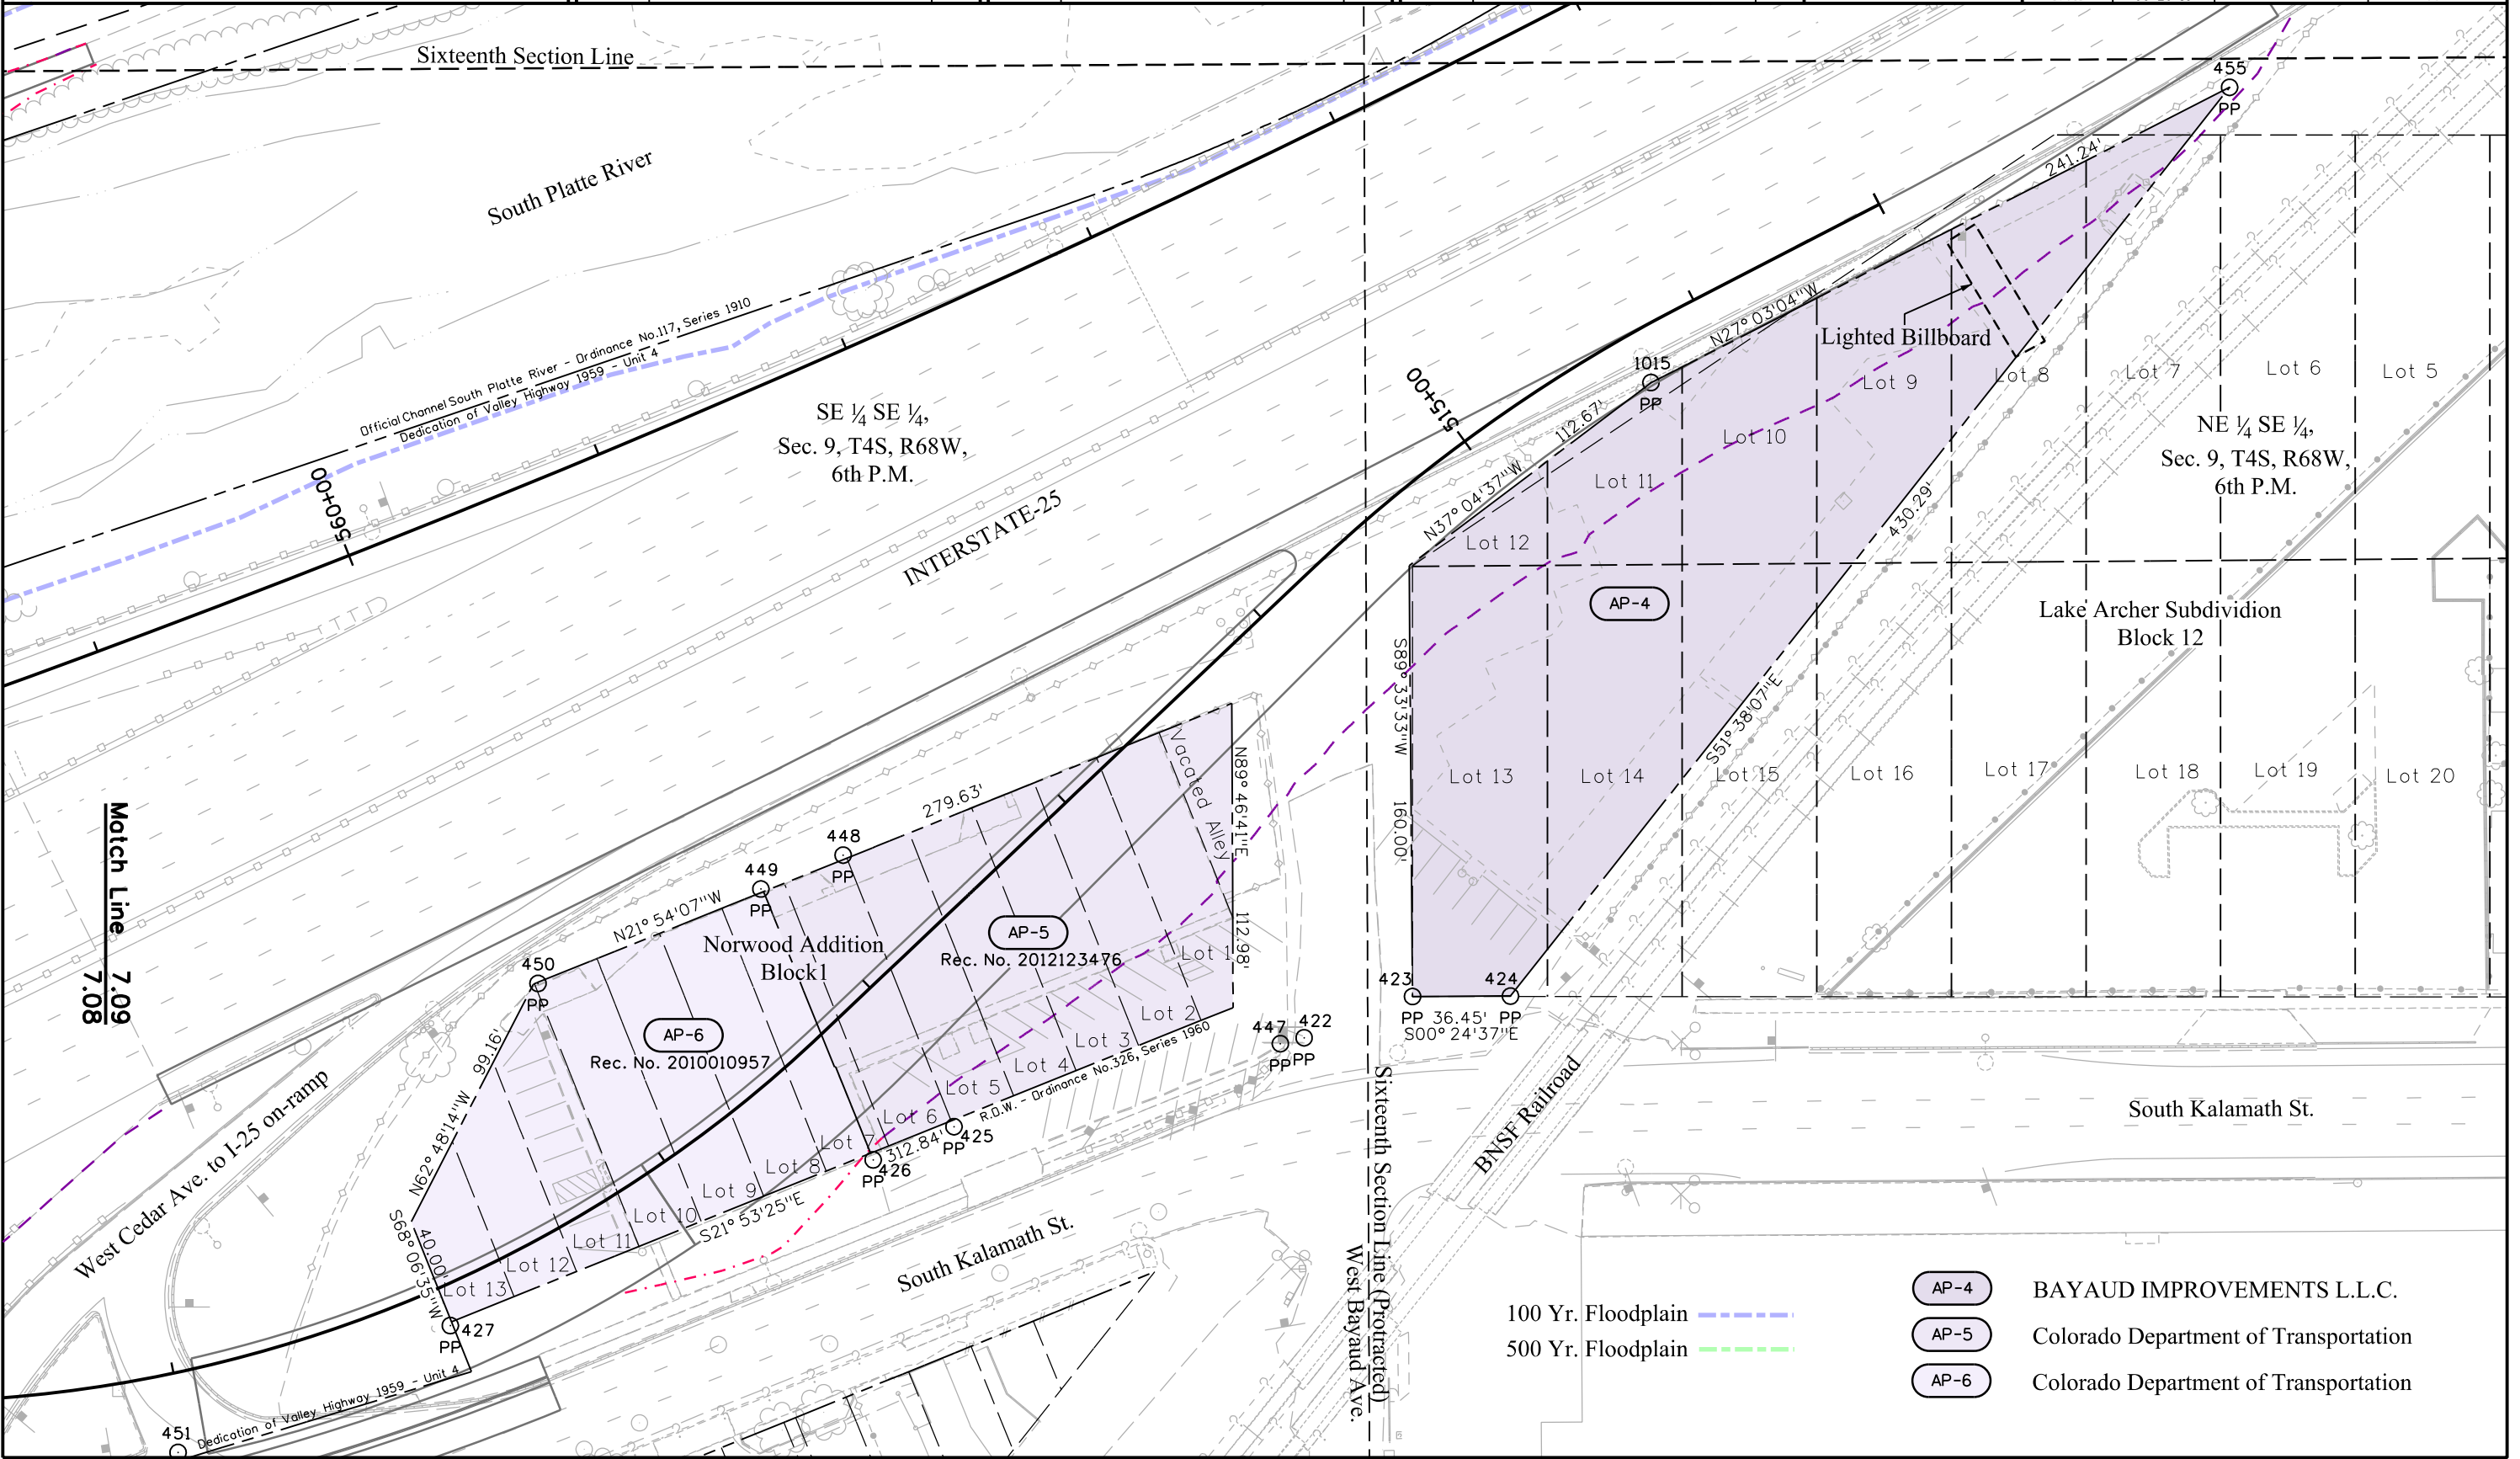 Sixteenth Section Line
South Platte River
Official Channel South Platte River - Ordinance No.117, Series 1910
Dedication of Valley Highway 1959 - Unit 4
560+00
SE ¼ SE ¼,
Sec. 9, T4S, R68W,
6th P.M.
INTERSTATE-25
515+00
455
PP
241.24'
N27° 03'04"W
Lighted Billboard
1015
PP
112.67'
N37° 04'37"W
Lot 12
Lot 11
Lot 10
Lot 9
Lot 8
Lot 7
Lot 6
Lot 5
NE ¼ SE ¼,
Sec. 9, T4S, R68W,
6th P.M.
430.29'
S51° 38'07"E
AP-4
Lake Archer Subdividion
Block 12
S89° 33'33"W
160.00'
Lot 13
Lot 14
Lot 15
Lot 16
Lot 17
Lot 18
Lot 19
Lot 20
423
PP
424
PP
36.45'
S00° 24'37"E
Match Line
7.09
7.08
279.63'
N21° 54'07"W
448
PP
449
PP
450
PP
Vacated Alley
N89° 46'41"E
112.98'
Norwood Addition
Block1
AP-5
Rec. No. 2012123476
AP-6
Rec. No. 2010010957
Lot 1
Lot 2
Lot 3
Lot 4
Lot 5
Lot 6
Lot 7
Lot 8
Lot 9
Lot 10
Lot 11
Lot 12
Lot 13
R.O.W. - Ordinance No.326, Series 1960
447
PP
422
PP
425
PP
426
PP
312.84'
S21° 53'25"E
99.16'
N62° 48'14"W
40.00'
S68° 06'35"W
427
PP
West Cedar Ave. to I-25 on-ramp
Dedication of Valley Highway 1959 - Unit 4
451
South Kalamath St.
Sixteenth Section Line (Protracted)
West Bayaud Ave.
BNSF Railroad
South Kalamath St.
100 Yr. Floodplain
500 Yr. Floodplain
AP-4 BAYAUD IMPROVEMENTS L.L.C.
AP-5 Colorado Department of Transportation
AP-6 Colorado Department of Transportation